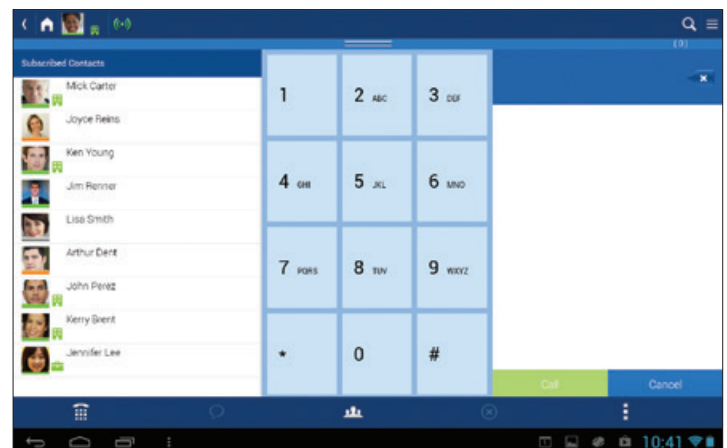 (0)
Subscribed Contacts
Mick Carter
Joyce Reins
Ken Young
Jim Renner
Lisa Smith
Arthur Dent
John Perez
Kerry Brent
Jennifer Lee
1
2 ABC
3 DEF
4 GHI
5 JKL
6 MNO
7 PQRS
8 TUV
9 WXYZ
*
0
#
Call
Cancel
10:41